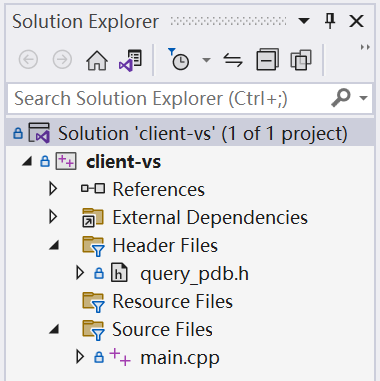 Solution Explorer
Search Solution Explorer (Ctrl+;)
Solution 'client-vs' (1 of 1 project)
client-vs
References
External Dependencies
Header Files
query_pdb.h
Resource Files
Source Files
main.cpp